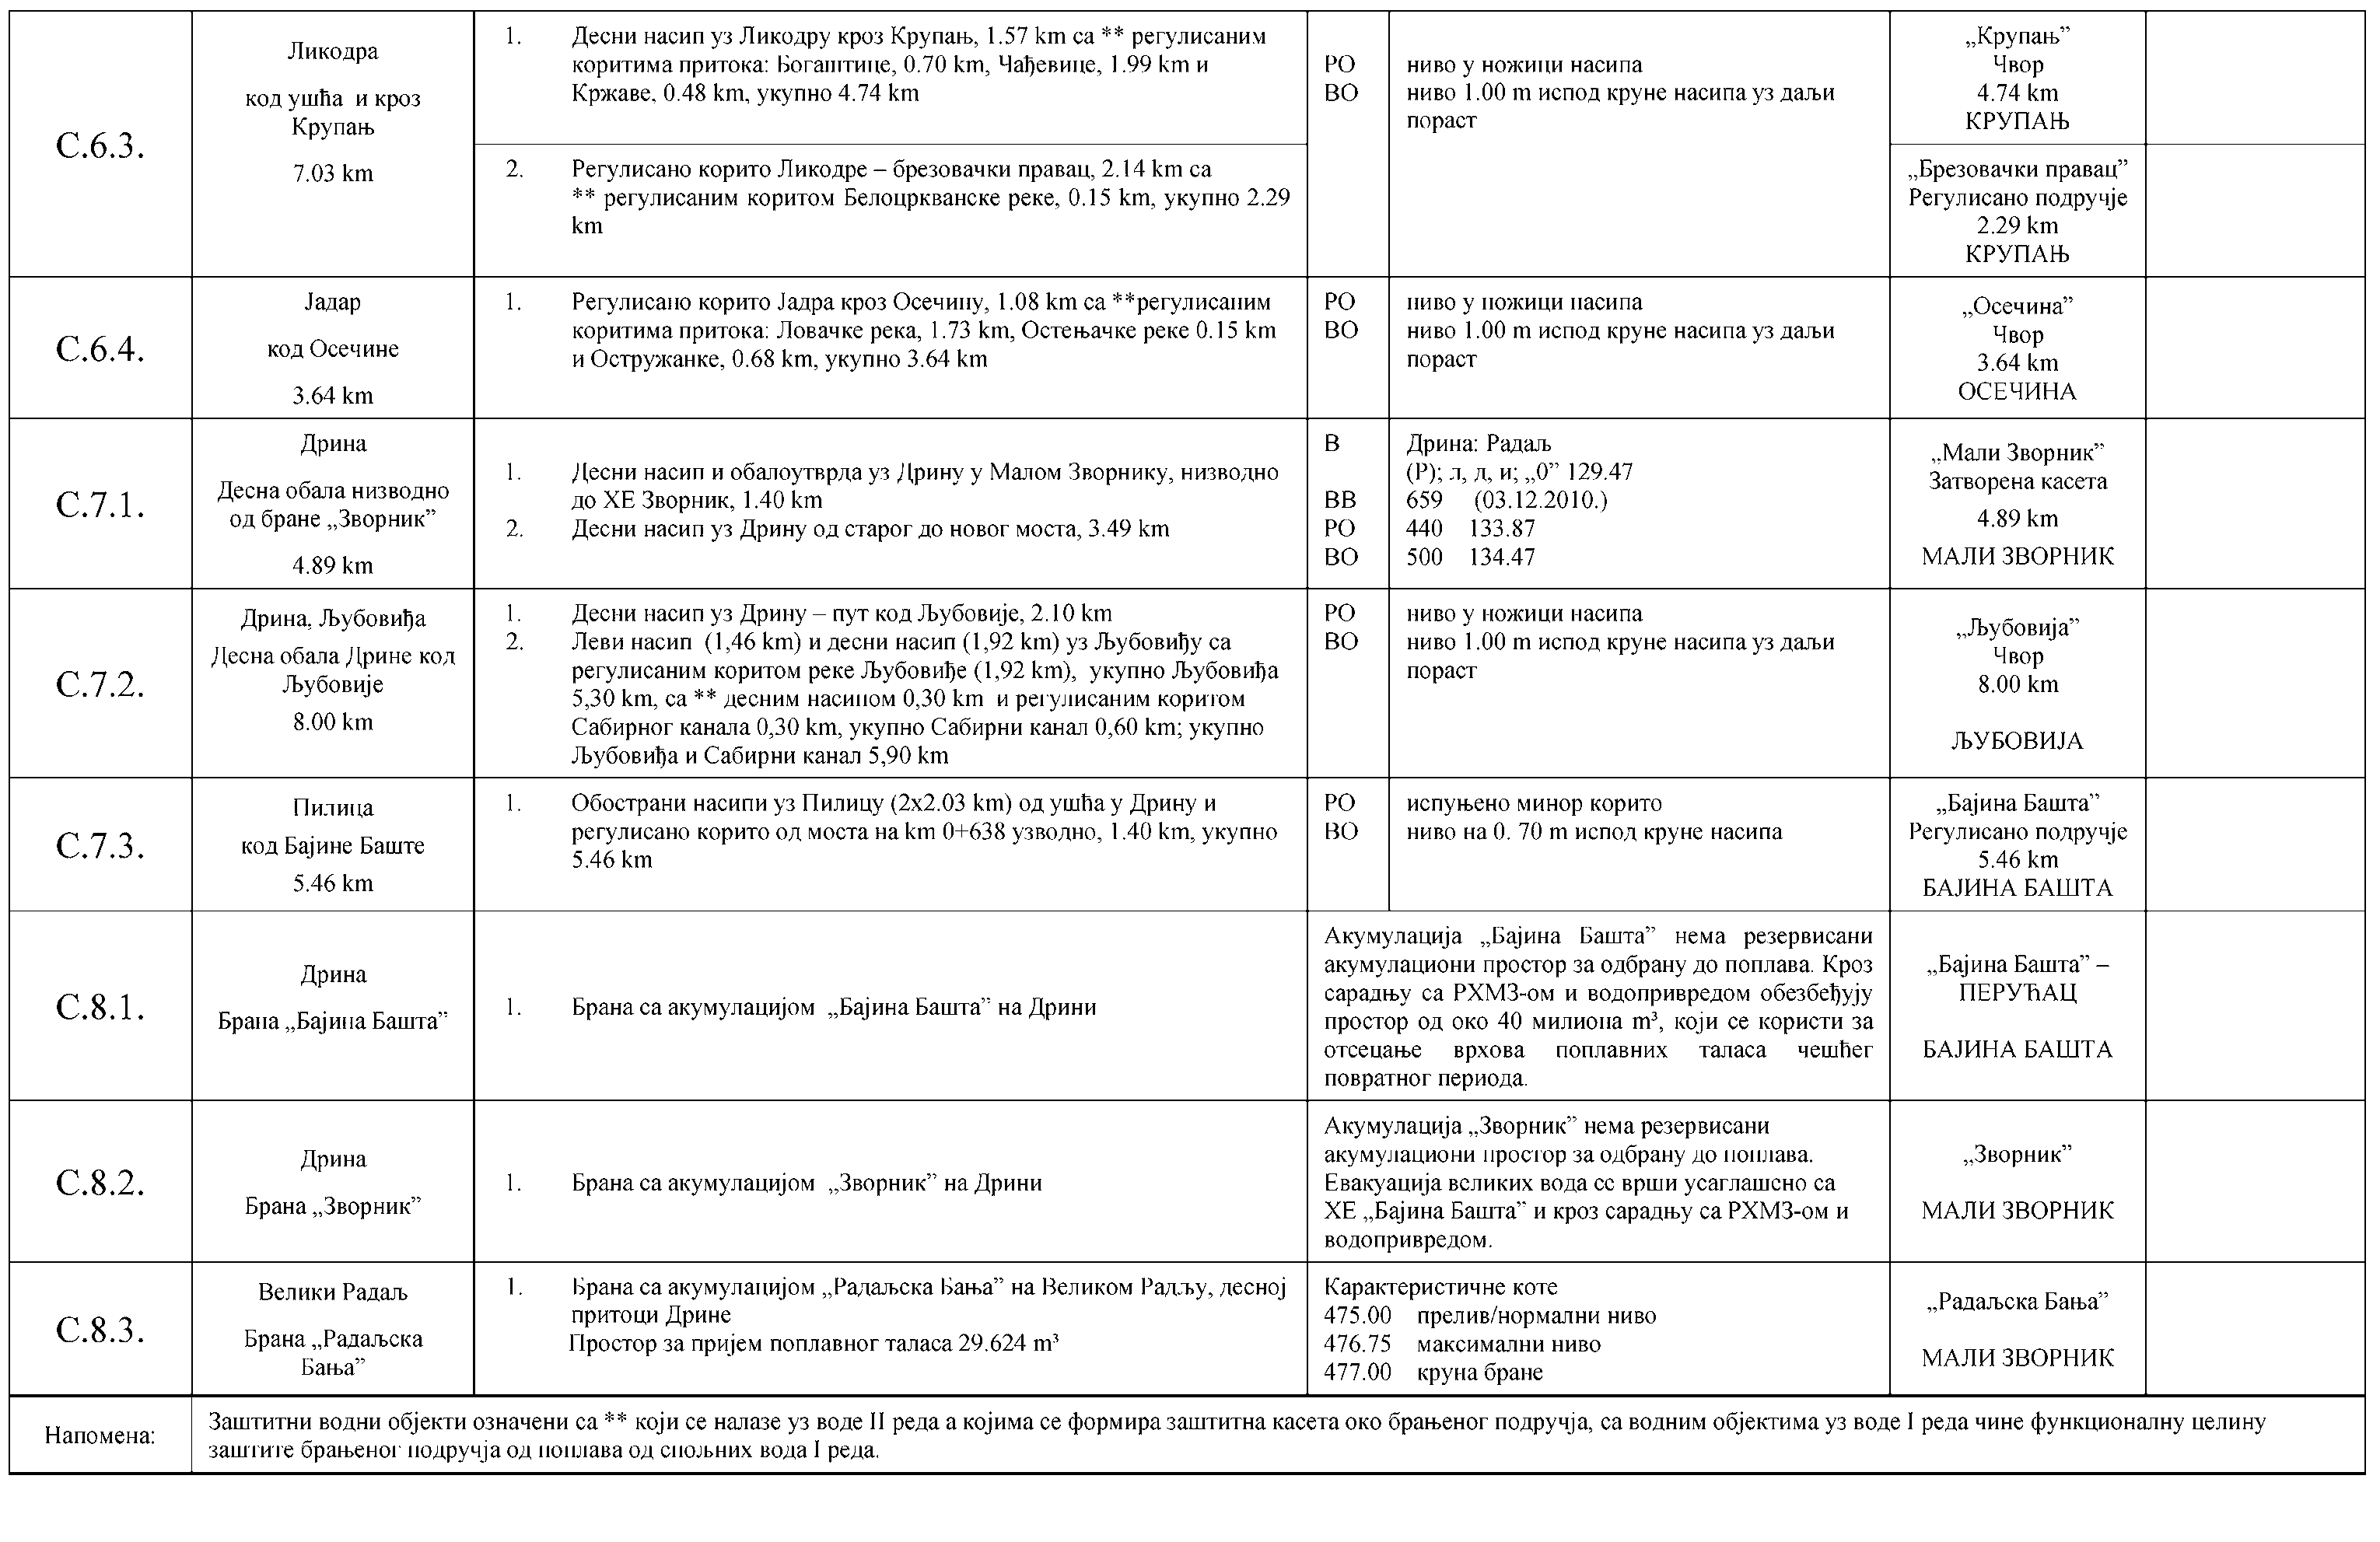 С.6.3.
Ликодра
код ушћа и кроз
Крупањ
7.03 km
1. Десни насип уз Ликодру кроз Крупањ, 1.57 km са ** регулисаним
коритима притока: Богаштице, 0.70 km, Чађевице, 1.99 km и
Кржаве, 0.48 km, укупно 4.74 km
РО ниво у ножици насипа
ВО ниво 1.00 m испод круне насипа уз даљи
пораст
„Крупањ”
Чвор
4.74 km
КРУПАЊ
2. Регулисано корито Ликодре – брезовачки правац, 2.14 km са
** регулисаним коритом Белоцркванске реке, 0.15 km, укупно 2.29
km
„Брезовачки правац”
Регулисано подручје
2.29 km
КРУПАЊ
С.6.4.
Јадар
код Осечине
3.64 km
1. Регулисано корито Јадра кроз Осечину, 1.08 km са **регулисаним
коритима притока: Ловачке река, 1.73 km, Остењачке реке 0.15 km
и Остружанке, 0.68 km, укупно 3.64 km
РО ниво у ножици насипа
ВО ниво 1.00 m испод круне насипа уз даљи
пораст
„Осечина”
Чвор
3.64 km
ОСЕЧИНА
С.7.1.
Дрина
Десна обала низводно
од бране „Зворник”
4.89 km
1. Десни насип и обалоутврда уз Дрину у Малом Зворнику, низводно
до ХЕ Зворник, 1.40 km
2. Десни насип уз Дрину од старог до новог моста, 3.49 km
В Дрина: Радаљ
(Р); л, д, и; „0” 129.47
ВВ 659 (03.12.2010.)
РО 440 133.87
ВО 500 134.47
„Мали Зворник”
Затворена касета
4.89 km
МАЛИ ЗВОРНИК
С.7.2.
Дрина, Љубовиђа
Десна обала Дрине код
Љубовије
8.00 km
1. Десни насип уз Дрину – пут код Љубовије, 2.10 km
2. Леви насип (1,46 km) и десни насип (1,92 km) уз Љубовиђу са
регулисаним коритом реке Љубовиђе (1,92 km), укупно Љубовиђа
5,30 km, са ** десним насипом 0,30 km и регулисаним коритом
Сабирног канала 0,30 km, укупно Сабирни канал 0,60 km; укупно
Љубовиђа и Сабирни канал 5,90 km
РО ниво у ножици насипа
ВО ниво 1.00 m испод круне насипа уз даљи
пораст
„Љубовија”
Чвор
8.00 km
ЉУБОВИЈА
С.7.3.
Пилица
код Бајине Баште
5.46 km
1. Обострани насипи уз Пилицу (2x2.03 km) од ушћа у Дрину и
регулисано корито од моста на km 0+638 узводно, 1.40 km, укупно
5.46 km
РО испуњено минор корито
ВО ниво на 0. 70 m испод круне насипа
„Бајина Башта”
Регулисано подручје
5.46 km
БАЈИНА БАШТА
С.8.1.
Дрина
Брана „Бајина Башта”
1. Брана са акумулацијом „Бајина Башта” на Дрини
Акумулација „Бајина Башта” нема резервисани
акумулациони простор за одбрану до поплава. Кроз
сарадњу са РХМЗ-ом и водопривредом обезбеђују
простор од око 40 милиона m³, који се користи за
отсецање врхова поплавних таласа чешћег
повратног периода.
„Бајина Башта” –
ПЕРУЋАЦ
БАЈИНА БАШТА
С.8.2.
Дрина
Брана „Зворник”
1. Брана са акумулацијом „Зворник” на Дрини
Акумулација „Зворник” нема резервисани
акумулациони простор за одбрану до поплава.
Евакуација великих вода се врши усаглашено са
ХЕ „Бајина Башта” и кроз сарадњу са РХМЗ-ом и
водопривредом.
„Зворник”
МАЛИ ЗВОРНИК
С.8.3.
Велики Радаљ
Брана „Радаљска
Бања”
1. Брана са акумулацијом „Радаљска Бања” на Великом Радљу, десној
притоци Дрине
Простор за пријем поплавног таласа 29.624 m³
Карактеристичне коте
475.00 прелив/нормални ниво
476.75 максимални ниво
477.00 круна бране
„Радаљска Бања”
МАЛИ ЗВОРНИК
Напомена:
Заштитни водни објекти означени са ** који се налазе уз воде II реда а којима се формира заштитна касета око брањеног подручја, са водним објектима уз воде I реда чине функционалну целину
заштите брањеног подручја од поплава од спољних вода I реда.